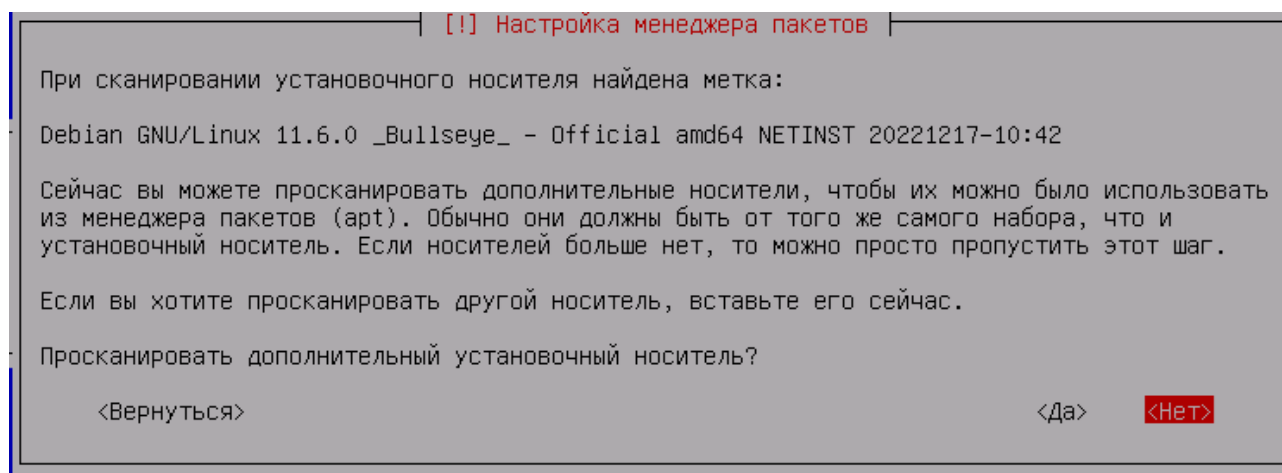 [!] Настройка менеджера пакетов
При сканировании установочного носителя найдена метка:
Debian GNU/Linux 11.6.0 _Bullseye_ - Official amd64 NETINST 20221217-10:42
Сейчас вы можете просканировать дополнительные носители, чтобы их можно было использовать
из менеджера пакетов (apt). Обычно они должны быть от того же самого набора, что и
установочный носитель. Если носителей больше нет, то можно просто пропустить этот шаг.
Если вы хотите просканировать другой носитель, вставьте его сейчас.
Просканировать дополнительный установочный носитель?
<Вернуться> <Да> <Нет>